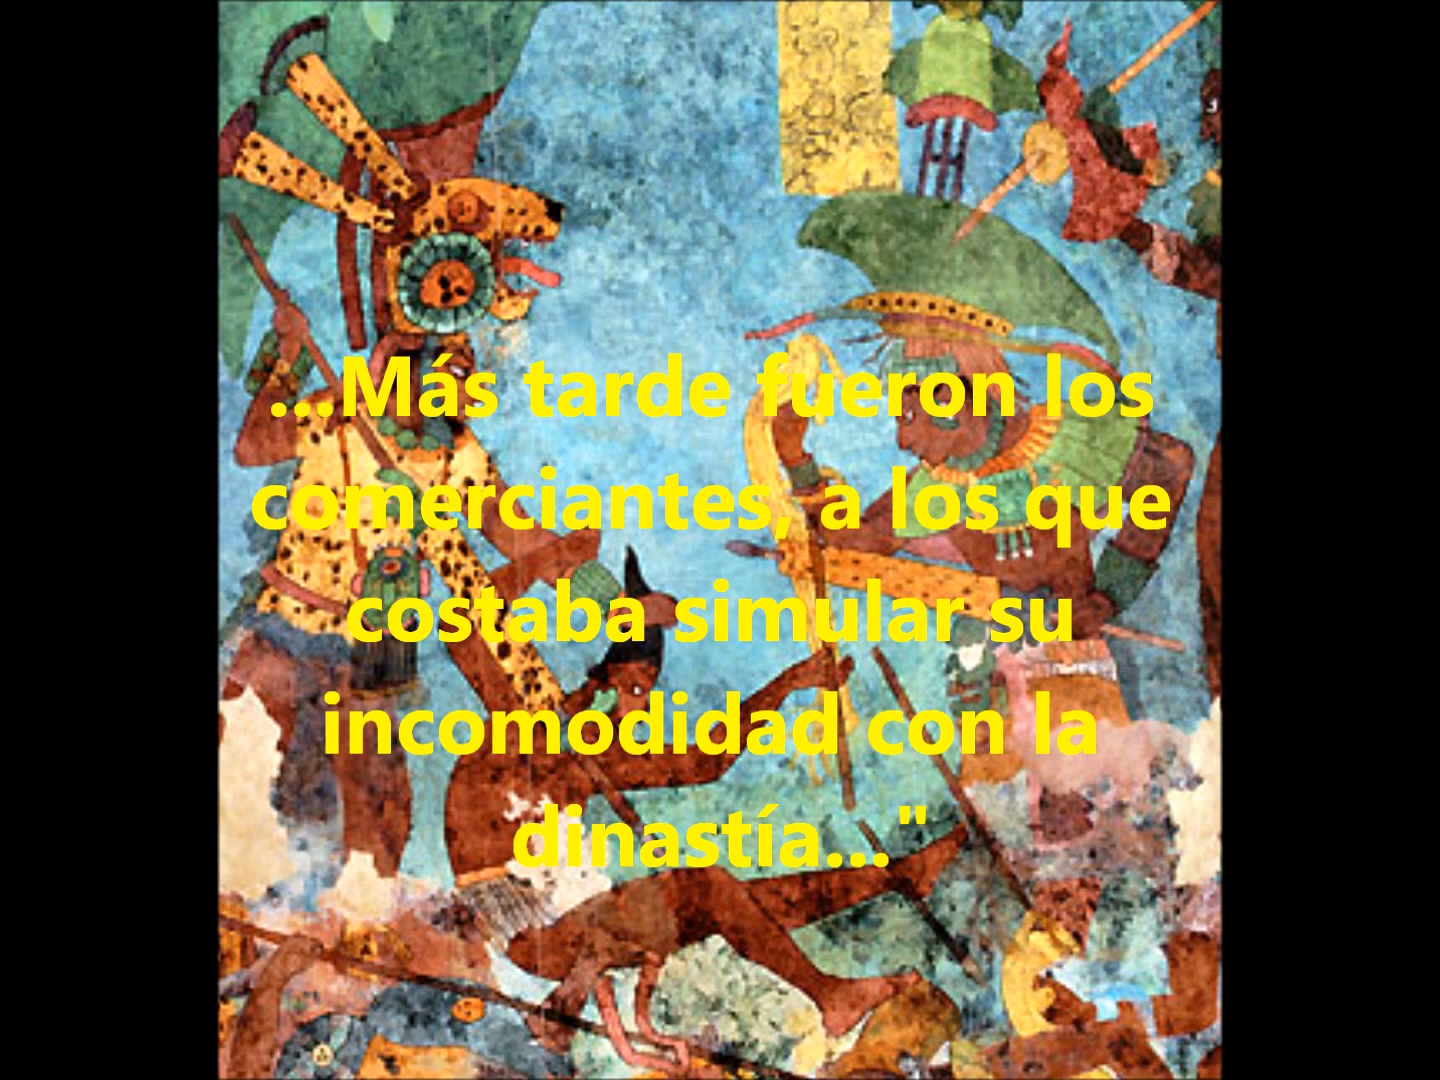 ...Más tarde fueron los
comerciantes, a los que
costaba simular su
incomodidad con la
dinastía..."